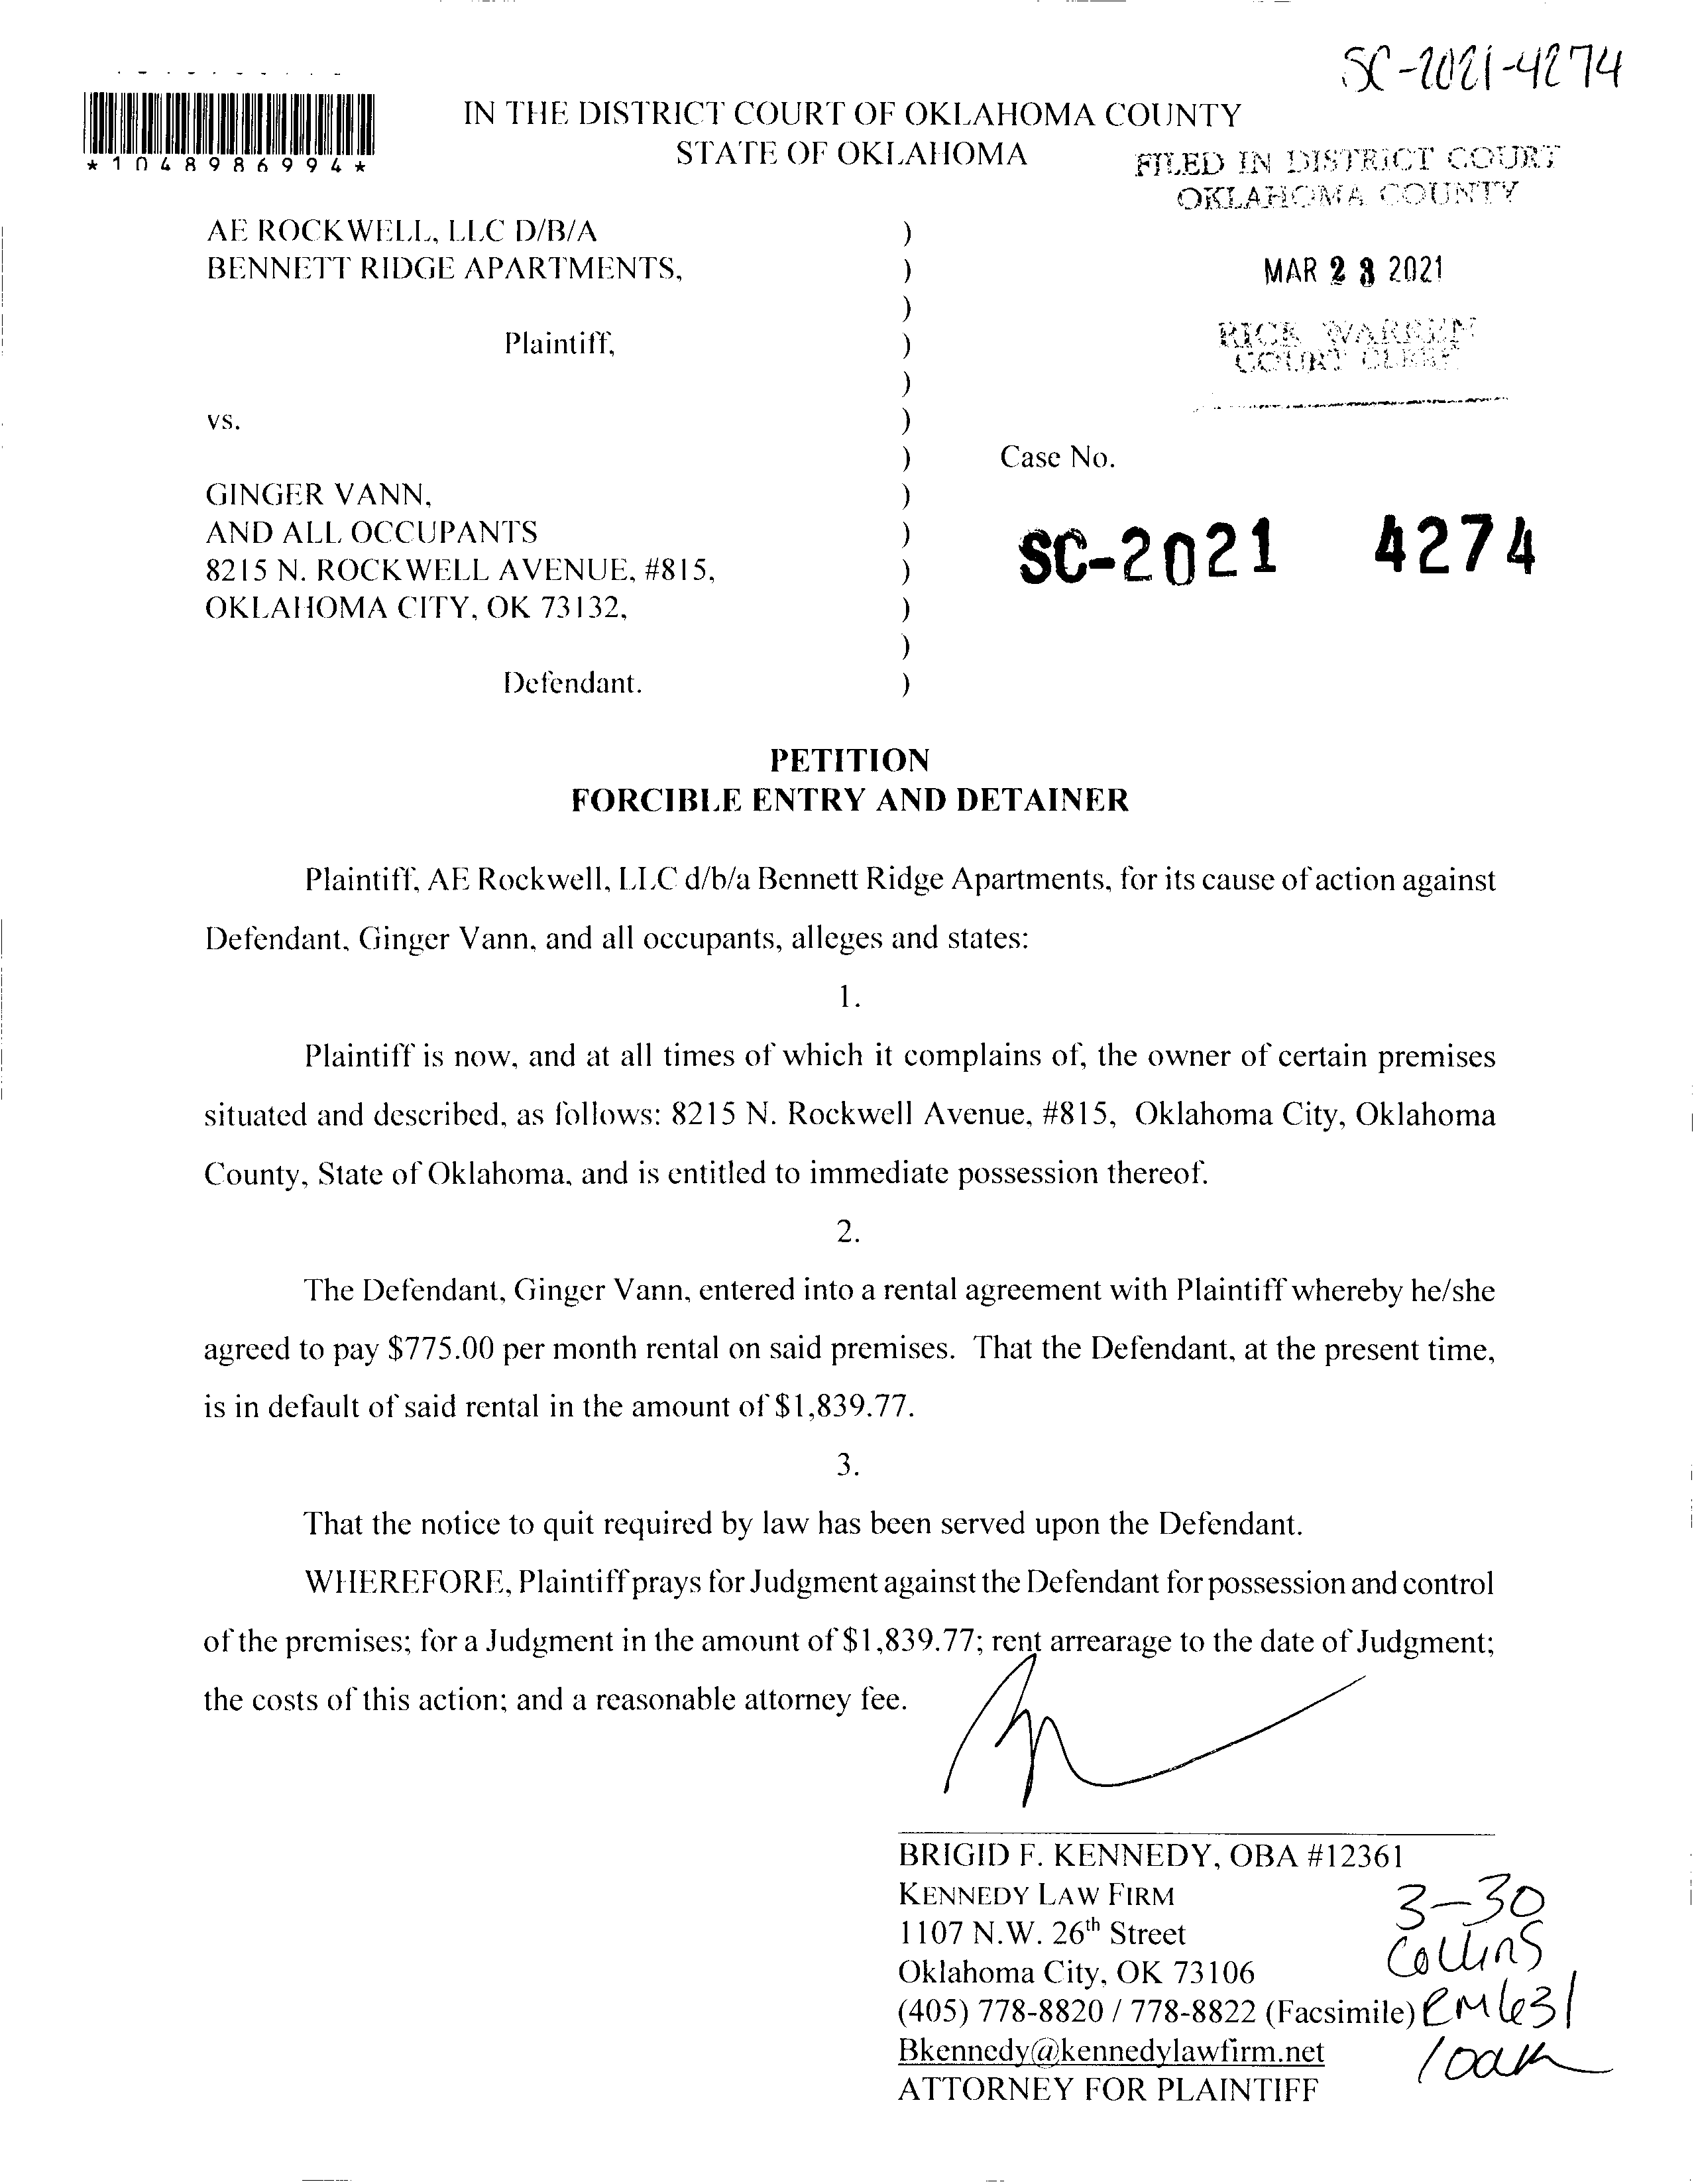 SC-2021-4274
*1048986994*
IN THE DISTRICT COURT OF OKLAHOMA COUNTY
STATE OF OKLAHOMA
FILED IN DISTRICT COURT
OKLAHOMA COUNTY
MAR 23 2021
RICK WARREN
COURT CLERK
AE ROCKWELL, LLC D/B/A )
BENNETT RIDGE APARTMENTS, )
)
Plaintiff, )
)
vs. )
) Case No.
GINGER VANN, )
AND ALL OCCUPANTS ) SC-2021 4274
8215 N. ROCKWELL AVENUE, #815, )
OKLAHOMA CITY, OK 73132, )
)
Defendant. )
PETITION
FORCIBLE ENTRY AND DETAINER
Plaintiff, AE Rockwell, LLC d/b/a Bennett Ridge Apartments, for its cause of action against
Defendant, Ginger Vann, and all occupants, alleges and states:
1.
Plaintiff is now, and at all times of which it complains of, the owner of certain premises
situated and described, as follows: 8215 N. Rockwell Avenue, #815, Oklahoma City, Oklahoma
County, State of Oklahoma, and is entitled to immediate possession thereof.
2.
The Defendant, Ginger Vann, entered into a rental agreement with Plaintiff whereby he/she
agreed to pay $775.00 per month rental on said premises. That the Defendant, at the present time,
is in default of said rental in the amount of $1,839.77.
3.
That the notice to quit required by law has been served upon the Defendant.
WHEREFORE, Plaintiff prays for Judgment against the Defendant for possession and control
of the premises; for a Judgment in the amount of $1,839.77; rent arrearage to the date of Judgment;
the costs of this action; and a reasonable attorney fee.
BRIGID F. KENNEDY, OBA #12361
KENNEDY LAW FIRM
1107 N.W. 26th Street
Oklahoma City, OK 73106
(405) 778-8820 / 778-8822 (Facsimile)
Bkennedy@kennedylawfirm.net
ATTORNEY FOR PLAINTIFF
3-30
Collins
RM631
10am